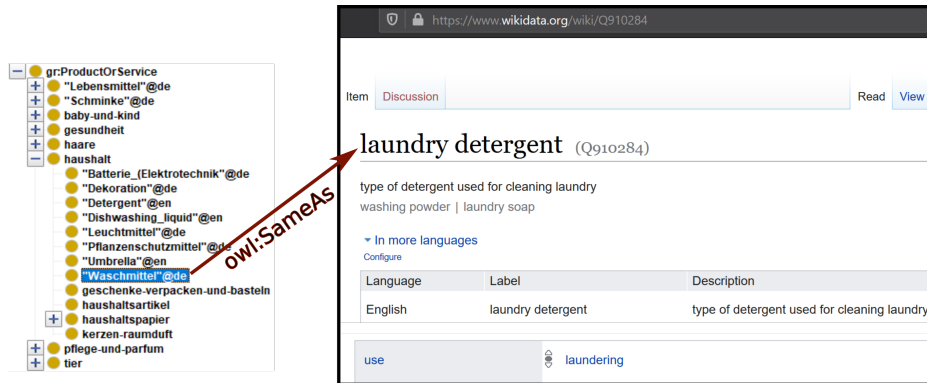 gr:ProductOrService
"Lebensmittel"@de
"Schminke"@de
baby-und-kind
gesundheit
haare
haushalt
"Batterie_(Elektrotechnik"@de
"Dekoration"@de
"Detergent"@en
"Dishwashing_liquid"@en
"Leuchtmittel"@de
"Pflanzenschutzmittel"@de
"Umbrella"@en
"Waschmittel"@de
geschenke-verpacken-und-basteln
haushaltsartikel
haushaltspapier
kerzen-raumduft
pflege-und-parfum
tier
owl:SameAs
https://www.wikidata.org/wiki/Q910284
Item Discussion Read View
laundry detergent (Q910284)
type of detergent used for cleaning laundry
washing powder | laundry soap
In more languages
Configure
Language Label Description
English laundry detergent type of detergent used for cleaning laundry
use laundering